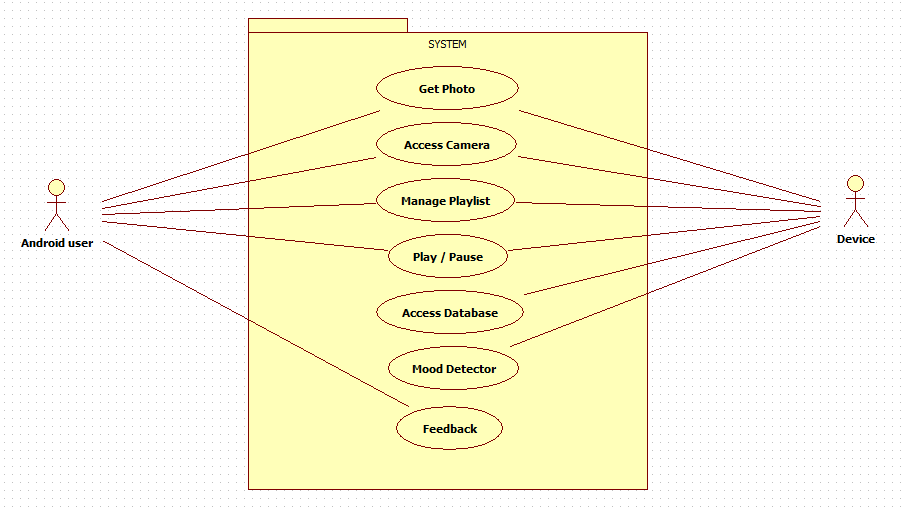 SYSTEM
Get Photo
Access Camera
Manage Playlist
Android user
Device
Play / Pause
Access Database
Mood Detector
Feedback